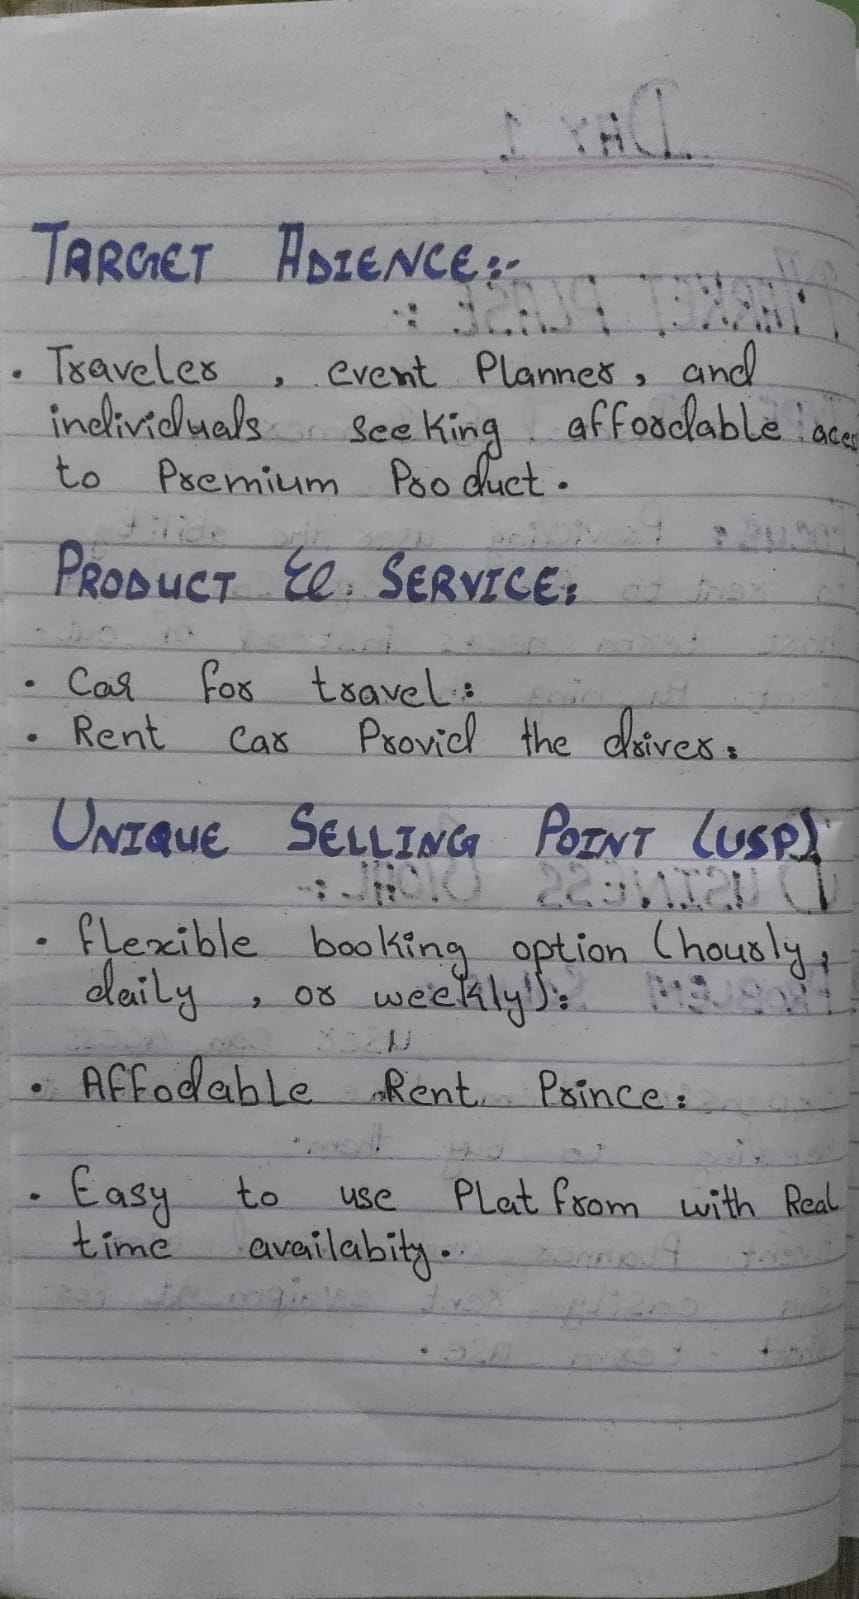 TARGET ADIENCE:-
• Traveler , event Planner, and
individuals seeking affordable aces
to Premium Product.
PRODUCT & SERVICE:
• Car for travel:
• Rent car Provid the driver:
UNIQUE SELLING POINT (USP)
• flexible booking option (hourly,
daily , or weekly):
• Affodable Rent Prince:
• Easy to use PLat from with Real
time availabity.